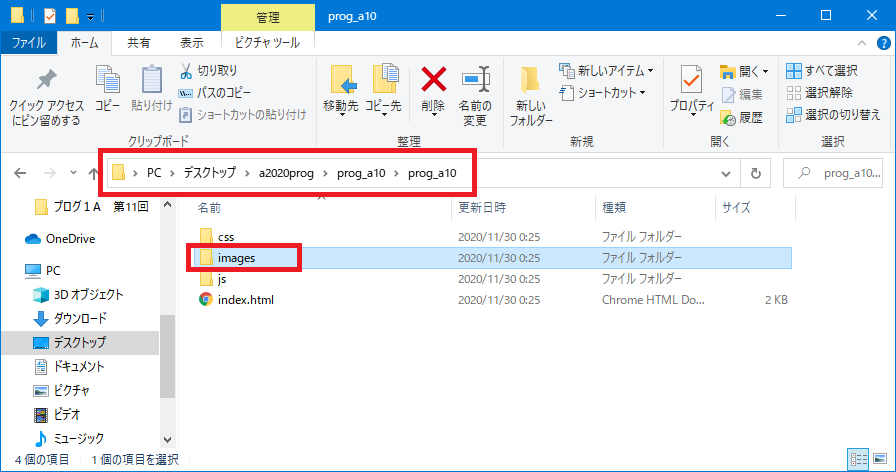 管理
prog_a10
ファイル
ホーム
共有
表示
ピクチャ ツール
クイック アクセス
にピン留めする
コピー
貼り付け
切り取り
パスのコピー
ショートカットの貼り付け
クリップボード
移動先
コピー先
削除
名前の
変更
整理
新しい
フォルダー
新しいアイテム
ショートカット
新規
プロパティ
開く
編集
履歴
開く
すべて選択
選択解除
選択の切り替え
選択
PC > デスクトップ > a2020prog > prog_a10 > prog_a10
prog_a10...
名前 更新日時 種類 サイズ
css 2020/11/30 0:25 ファイル フォルダー
images 2020/11/30 0:25 ファイル フォルダー
js 2020/11/30 0:25 ファイル フォルダー
index.html 2020/11/30 0:25 Chrome HTML Do... 2 KB
プログ1A 第11回
OneDrive
PC
3D オブジェクト
ダウンロード
デスクトップ
ドキュメント
ピクチャ
ビデオ
ミュージック
4 個の項目 1 個の項目を選択